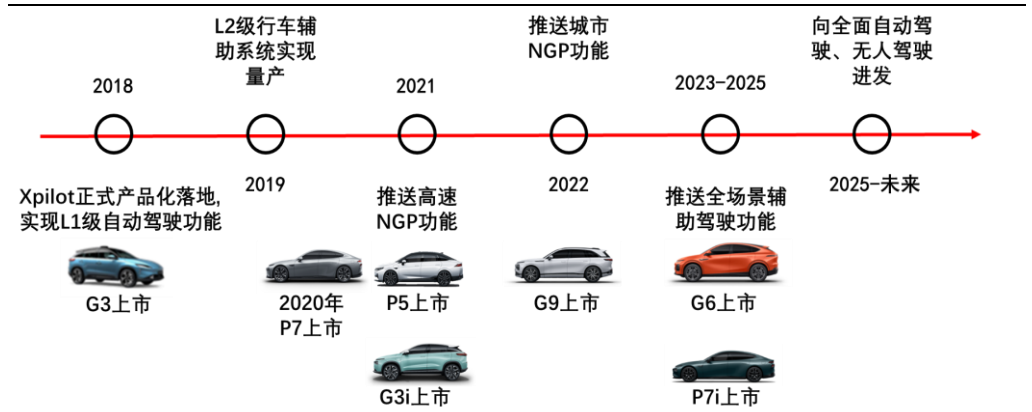 2018
Xpilot正式产品化落地,
实现L1级自动驾驶功能
G3上市
L2级行车辅
助系统实现
量产
2019
2020年
P7上市
2021
推送高速
NGP功能
P5上市
G3i上市
推送城市
NGP功能
2022
G9上市
2023-2025
推送全场景辅
助驾驶功能
G6上市
P7i上市
向全面自动驾
驶、无人驾驶
进发
2025-未来